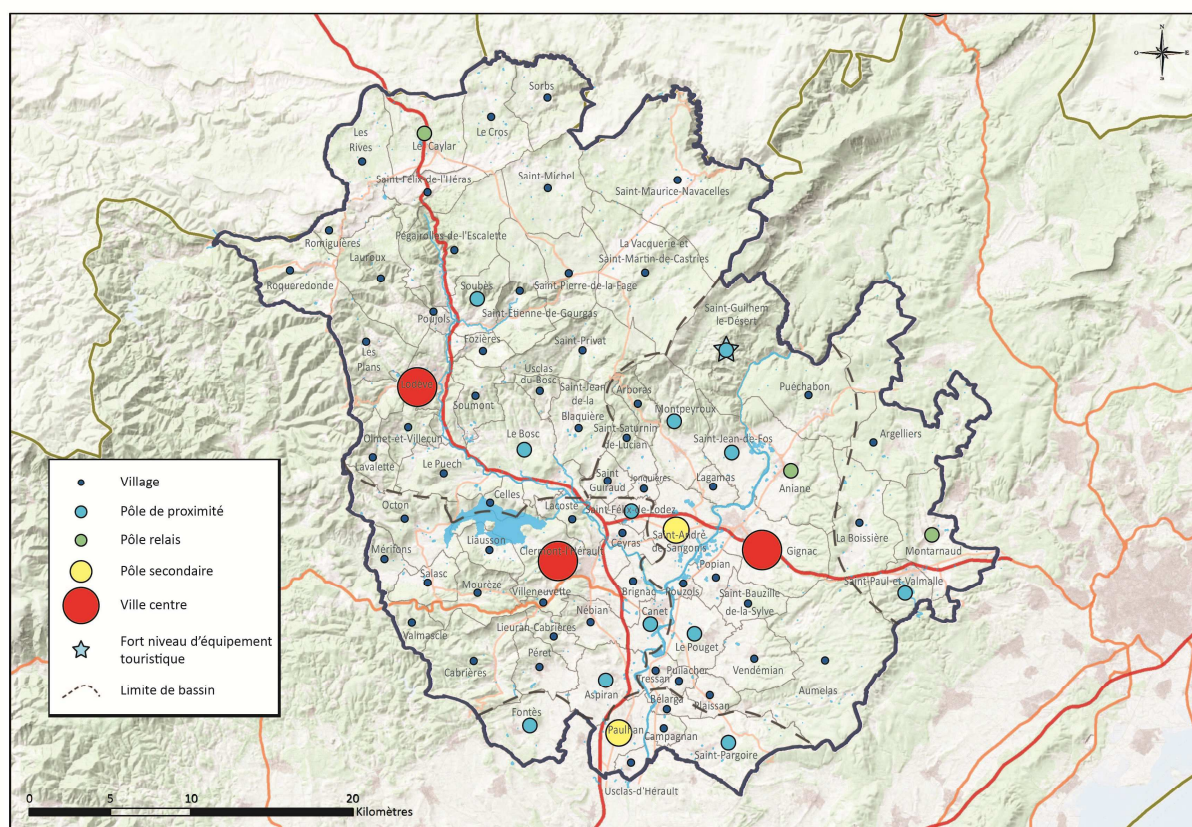 O
N
E
S
Sorbs
Le Cros
Les
Rives
Le Caylar
Saint-Félix-de-l'Héras
Saint-Michel
Saint-Maurice-Navacelles
Romiguières
Pégairolles-de-l'Escalette
La Vacquerie-et
Saint-Martin-de-Castries
Lauroux
Roqueredonde
Soubès
Saint-Pierre-de-la-Fage
Saint-Étienne-de-Gourgas
Saint-Guilhem
le-Désert
Poujols
Fozières
Saint-Privat
Les
Plans
Usclas
du-Bosc
Saint-Jean
de-la
Blaquière
Arboras
Puéchabon
Lodève
Soumont
Montpeyroux
Argelliers
Saint-Saturnin
de-Lucian
Saint-Jean-de-Fos
Olmet-et-Villecun
Le Bosc
Lavalette
Le Puech
Saint
Guiraud
Jonquières
Lagamas
Aniane
Celles
Octon
Lacoste
Saint-Félix-de-Lodez
Saint-André
de-Sangonis
La Boissière
Montarnaud
Liausson
Clermont-l'Hérault
Ceyras
Gignac
Mérifons
Salasc
Mourèze
Popian
Saint-Paul-et-Valmalle
Villeneuvette
Brignac
Pouzols
Saint-Bauzille
de-la-Sylve
Canet
Nébian
Valmascle
Lieuran-Cabrières
Le Pouget
Péret
Cabrières
Puilacher
Vendémian
Tressan
Aumelas
Aspiran
Plaissan
Bélarga
Fontès
Paulhan
Campagnan
Saint-Pargoire
Usclas-d'Hérault
Village
Pôle de proximité
Pôle relais
Pôle secondaire
Ville centre
Fort niveau d'équipement
touristique
Limite de bassin
0 5 10 20
Kilomètres